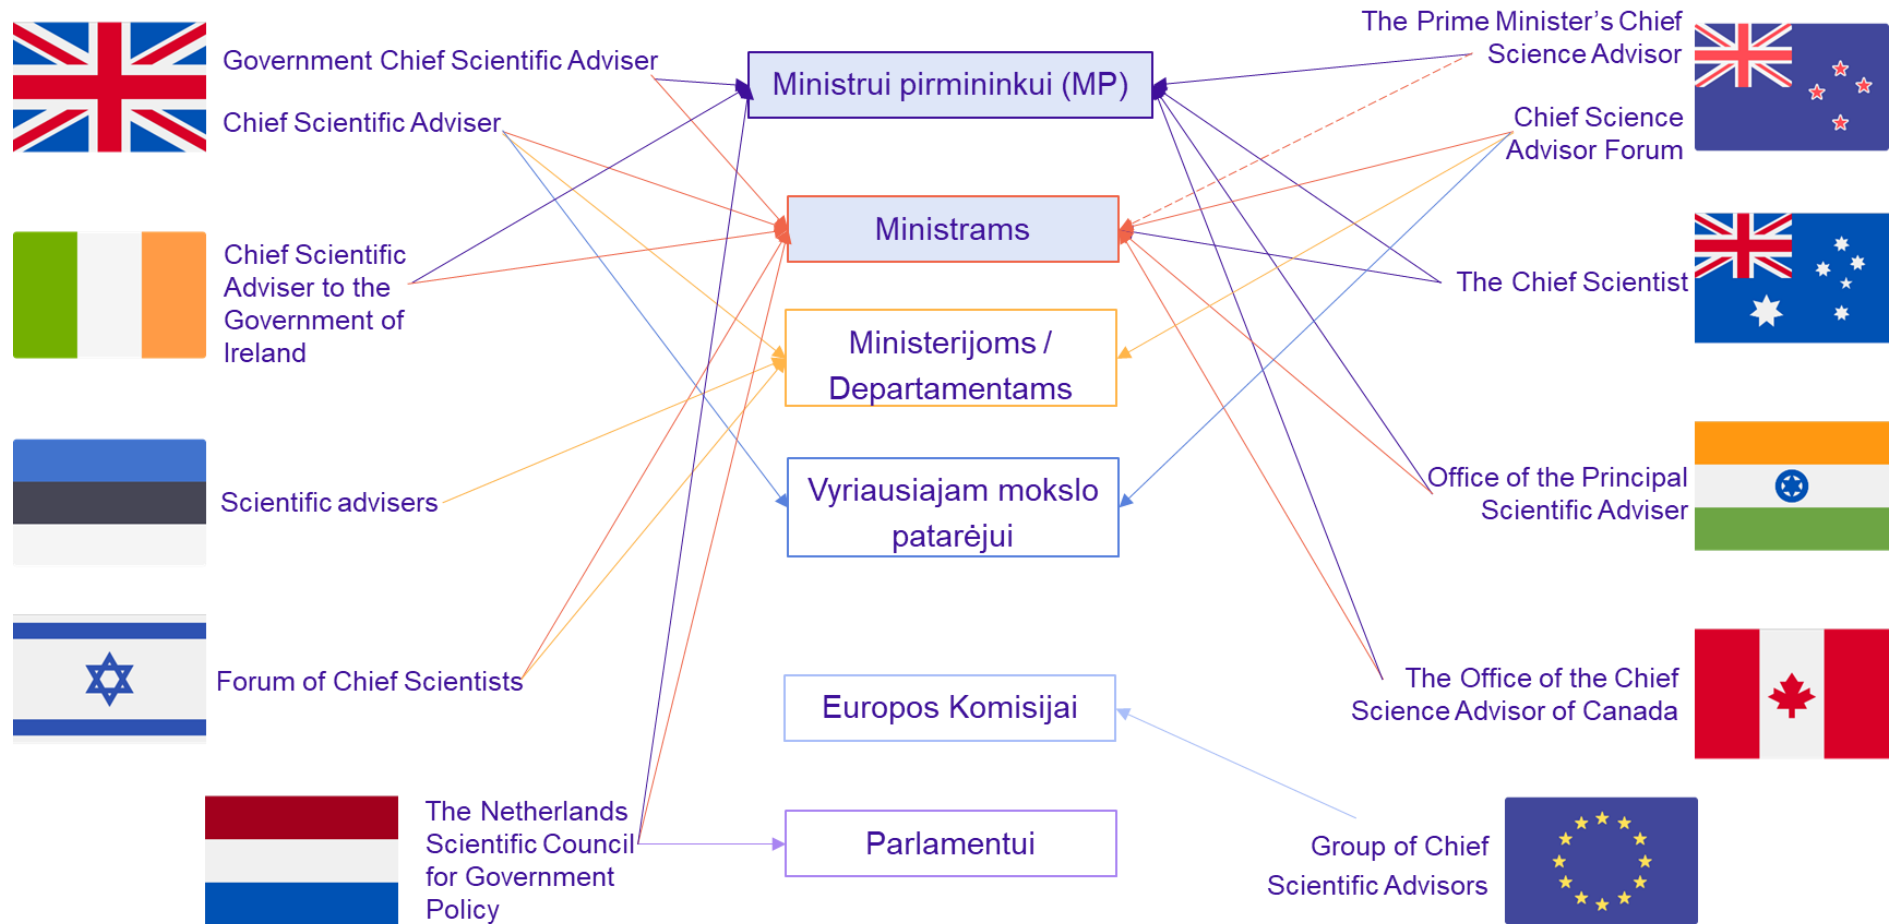 Government Chief Scientific Adviser
Chief Scientific Adviser
Chief Scientific
Adviser to the
Government of
Ireland
Scientific advisers
Forum of Chief Scientists
The Netherlands
Scientific Council
for Government
Policy
Ministrui pirmininkui (MP)
Ministrams
Ministerijoms /
Departamentams
Vyriausiajam mokslo
patarėjui
Europos Komisijai
Parlamentui
The Prime Minister’s Chief
Science Advisor
Chief Science
Advisor Forum
The Chief Scientist
Office of the Principal
Scientific Adviser
The Office of the Chief
Science Advisor of Canada
Group of Chief
Scientific Advisors